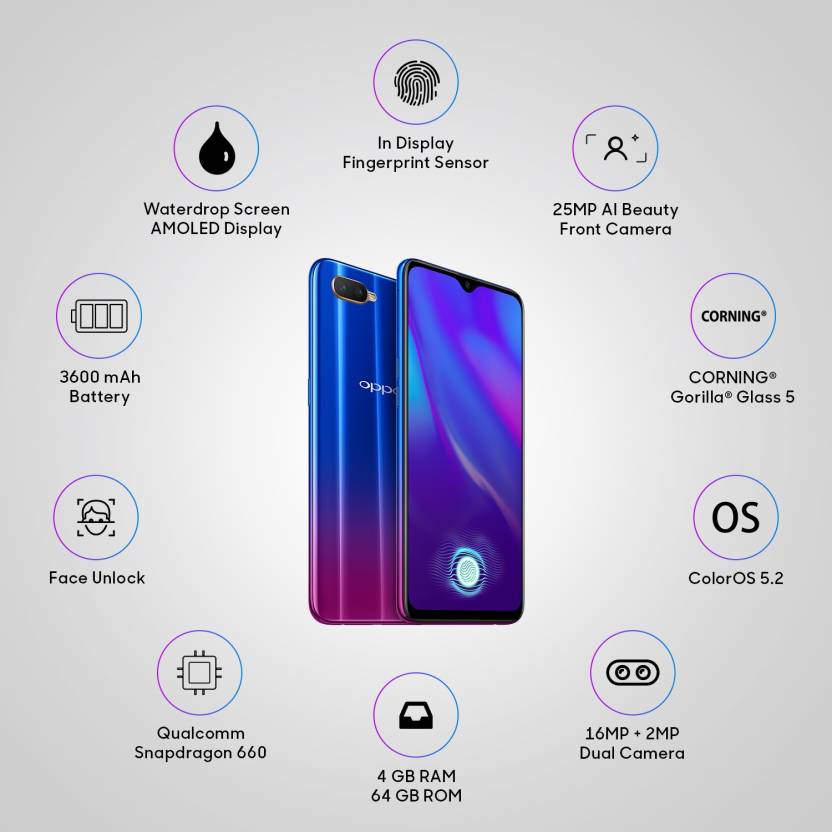 In Display
Fingerprint Sensor
Waterdrop Screen
AMOLED Display
25MP AI Beauty
Front Camera
3600 mAh
Battery
CORNING®
CORNING®
Gorilla® Glass 5
oppo
Face Unlock
OS
ColorOS 5.2
Qualcomm
Snapdragon 660
4 GB RAM
64 GB ROM
16MP + 2MP
Dual Camera